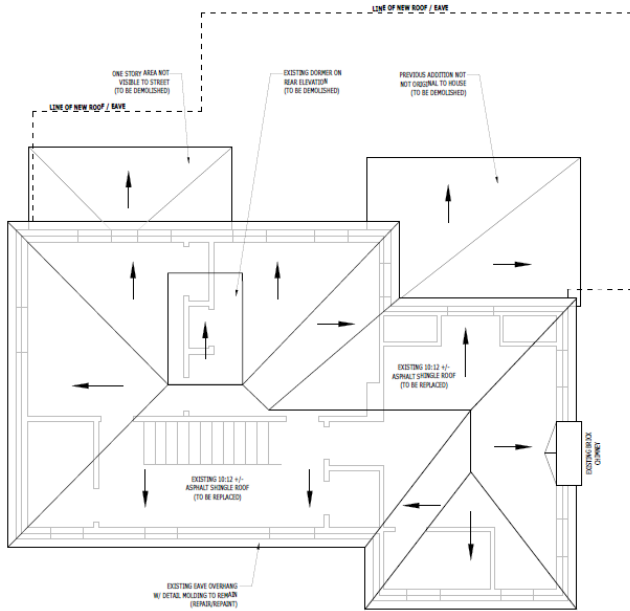 LINE OF NEW ROOF / EAVE
ONE STORY AREA NOT
VISIBLE TO STREET
(TO BE DEMOLISHED)
EXISTING DORMER ON
REAR ELEVATION
(TO BE DEMOLISHED)
PREVIOUS ADDITION NOT
NOT ORIGINAL TO HOUSE
(TO BE DEMOLISHED)
LINE OF NEW ROOF / EAVE
EXISTING 10:12 +/-
ASPHALT SHINGLE ROOF
(TO BE REPLACED)
EXISTING BRICK
CHIMNEY
EXISTING 10:12 +/-
ASPHALT SHINGLE ROOF
(TO BE REPLACED)
EXISTING EAVE OVERHANG
W/ DETAIL MOLDING TO REMAIN
(REPAIR/REPAINT)